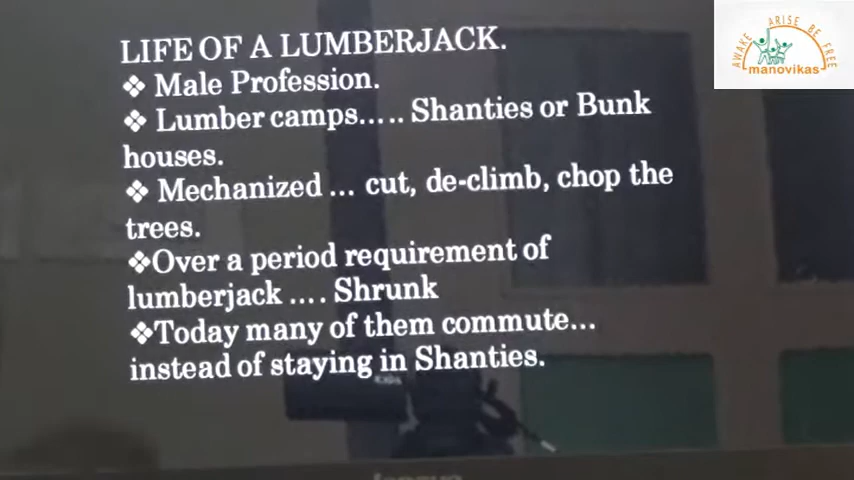 LIFE OF A LUMBERJACK.
❖ Male Profession.
❖ Lumber camps..... Shanties or Bunk
houses.
❖ Mechanized ... cut, de-climb, chop the
trees.
❖Over a period requirement of
lumberjack .... Shrunk
❖Today many of them commute...
instead of staying in Shanties.
AWAKE ARISE BE FREE
manovikas